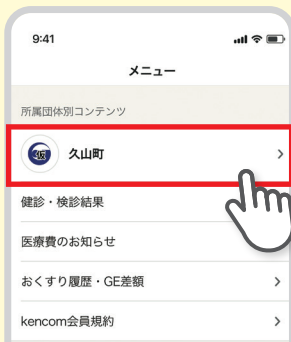 9:41
メニュー
所属団体別コンテンツ
久山町
健診・検診結果
医療費のお知らせ
おくすり履歴・GE差額
kencom会員規約